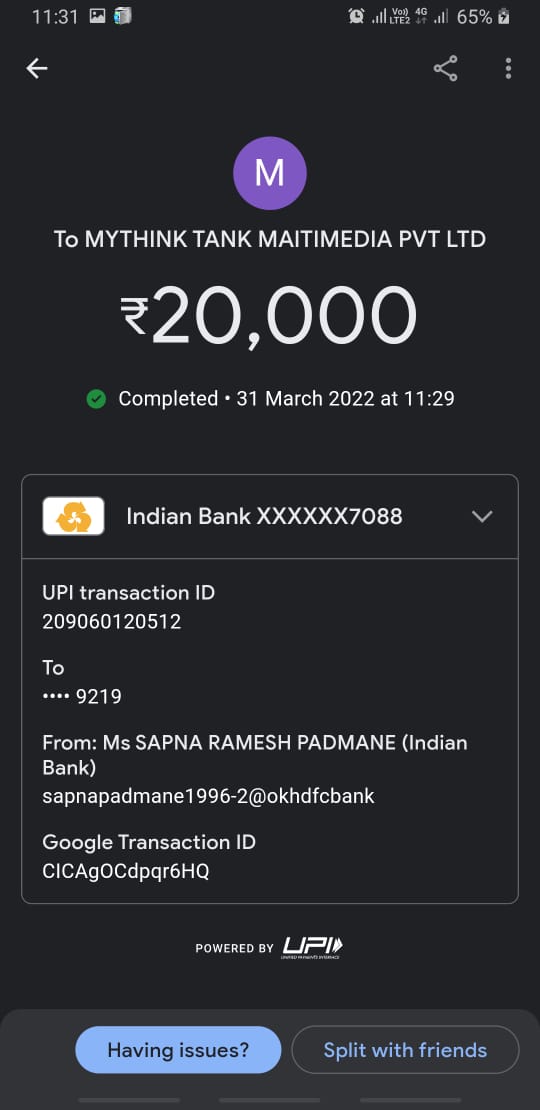 11:31
Vo) LTE2 4G 65%
M
To MYTHINK TANK MAITIMEDIA PVT LTD
₹20,000
Completed • 31 March 2022 at 11:29
Indian Bank XXXXXX7088
UPI transaction ID
209060120512
To
•••• 9219
From: Ms SAPNA RAMESH PADMANE (Indian
Bank)
sapnapadmane1996-2@okhdfcbank
Google Transaction ID
CICAgOCdpqr6HQ
POWERED BY UPI
UNIFIED PAYMENTS INTERFACE
Having issues?
Split with friends